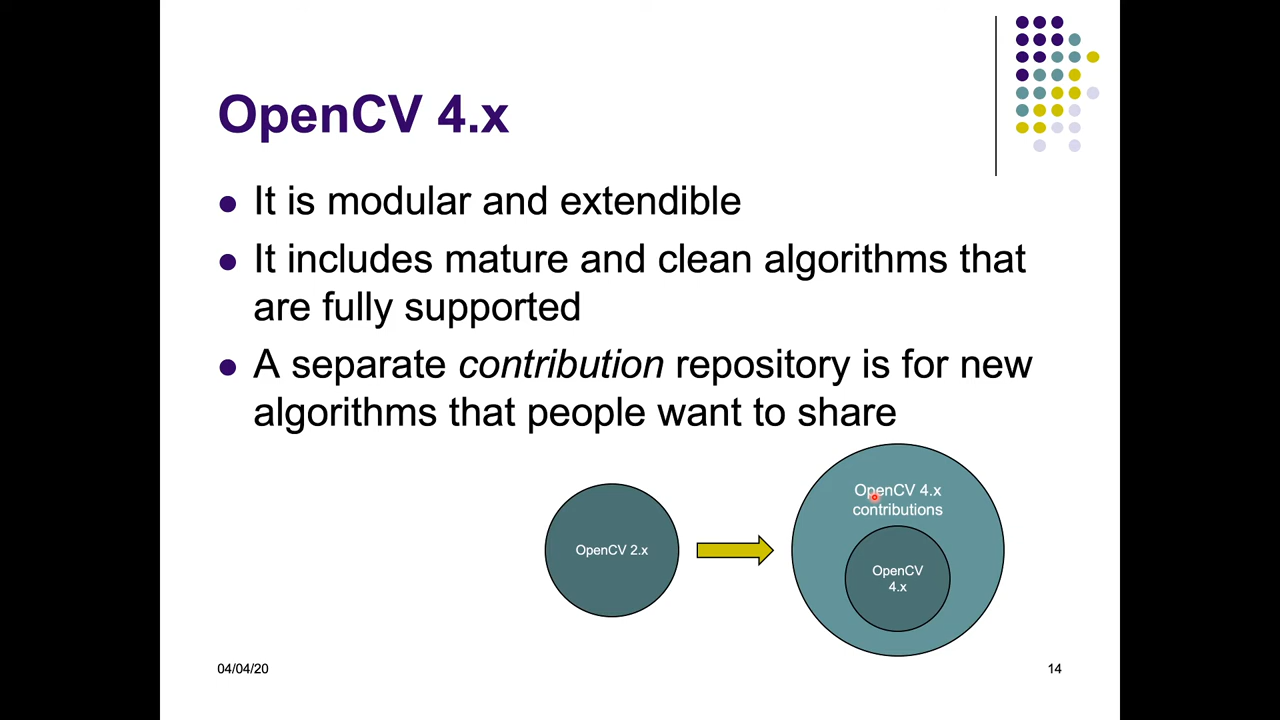 OpenCV 4.x
It is modular and extendible
It includes mature and clean algorithms that
are fully supported
A separate contribution repository is for new
algorithms that people want to share
OpenCV 2.x
OpenCV 4.x
contributions
OpenCV
4.x
04/04/20
14